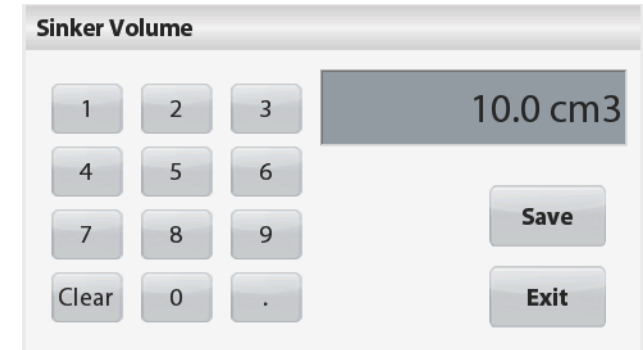 Sinker Volume
1 2 3
10.0 cm3
4 5 6
7 8 9
Save
Clear 0 .
Exit